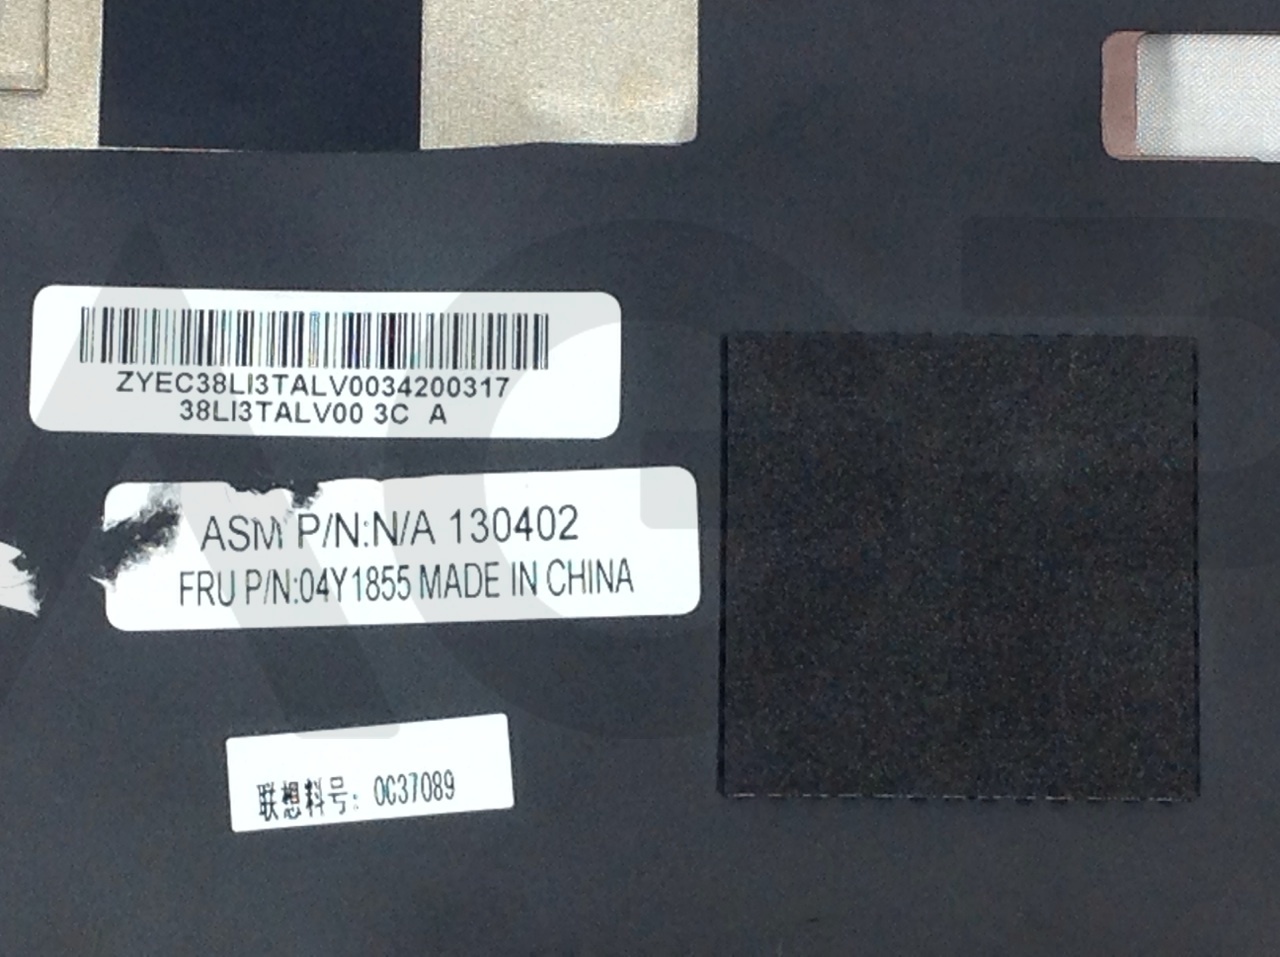 ZYEC38LI3TALV0034200317
38LI3TALV00 3C A
ASM P/N:N/A 130402
FRU P/N:04Y1855 MADE IN CHINA
联想料号: 0C37089